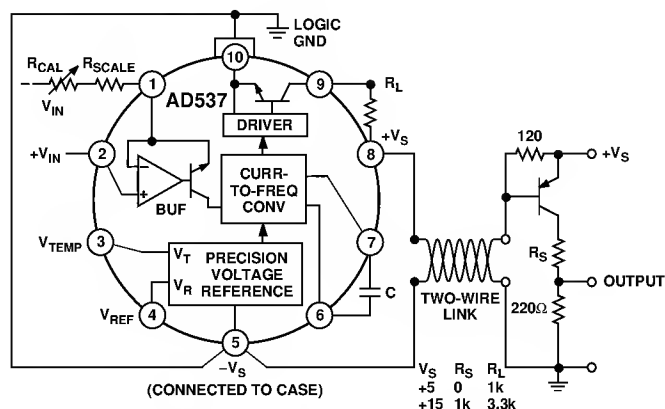 LOGIC
GND
10
RCAL
RSCALE
VIN
1
AD537
9
RL
DRIVER
+VS
120
+VS
+VIN
2
8
–
+
BUF
CURR-
TO-FREQ
CONV
VTEMP
3
7
RS
VT
PRECISION
VOLTAGE
REFERENCE
VR
C
TWO-WIRE
LINK
OUTPUT
220Ω
VREF
4
6
5
–VS
(CONNECTED TO CASE)
VS RS RL
+5 0 1k
+15 1k 3.3k